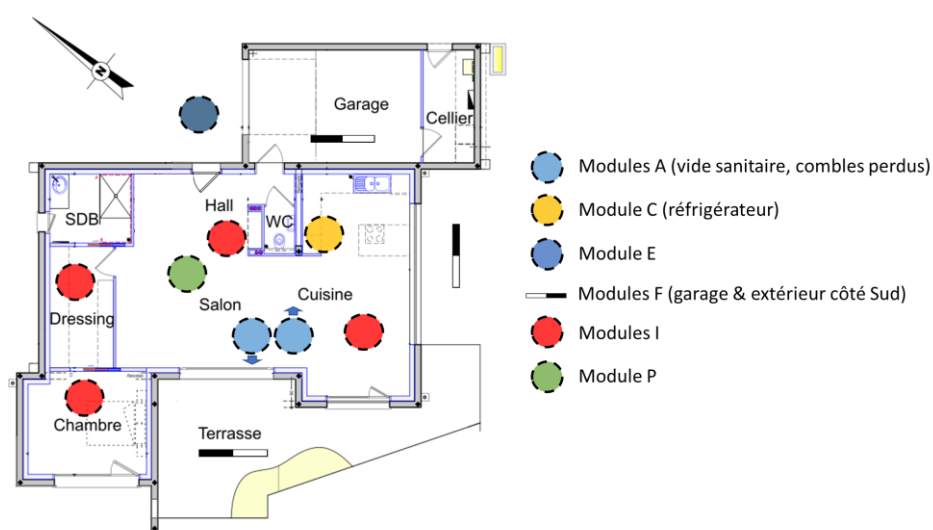 N
Garage
Cellier
SDB
Hall
WC
Dressing
Salon
Cuisine
Chambre
Terrasse
Modules A (vide sanitaire, combles perdus)
Module C (réfrigérateur)
Module E
Modules F (garage & extérieur côté Sud)
Modules I
Module P